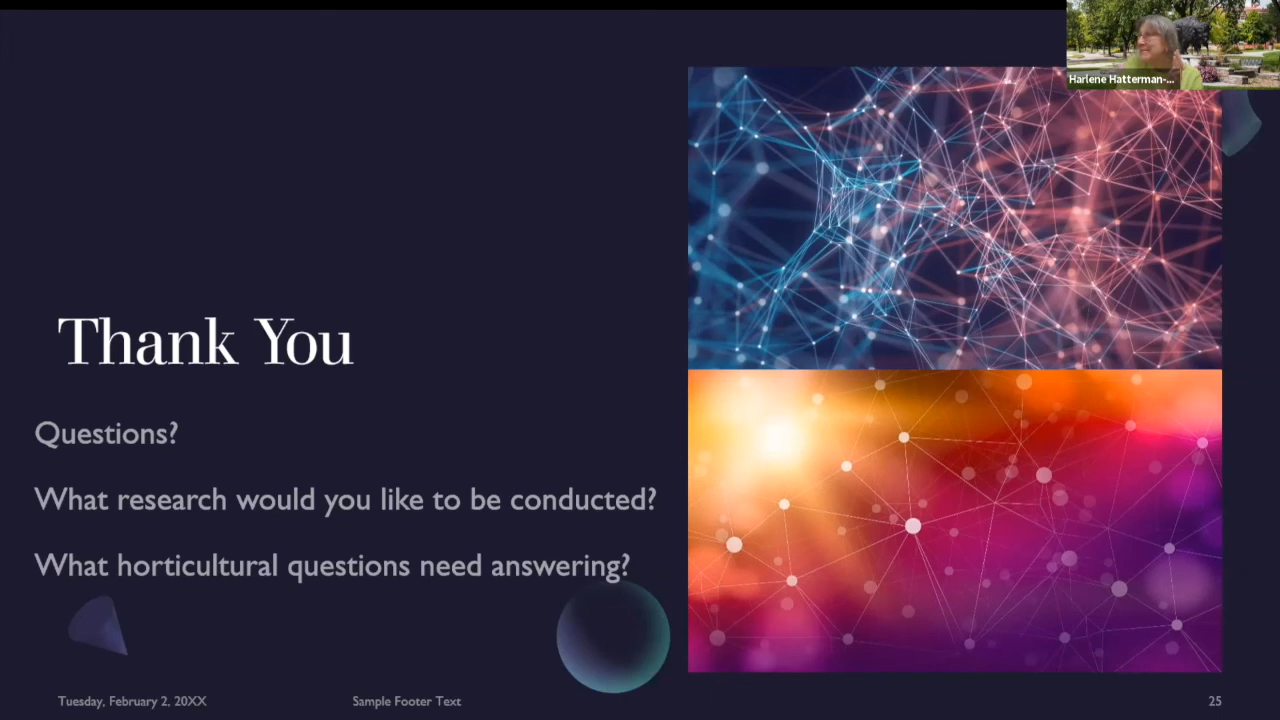 Harlene Hatterman-...
Thank You
Questions?
What research would you like to be conducted?
What horticultural questions need answering?
Tuesday, February 2, 20XX
Sample Footer Text
25